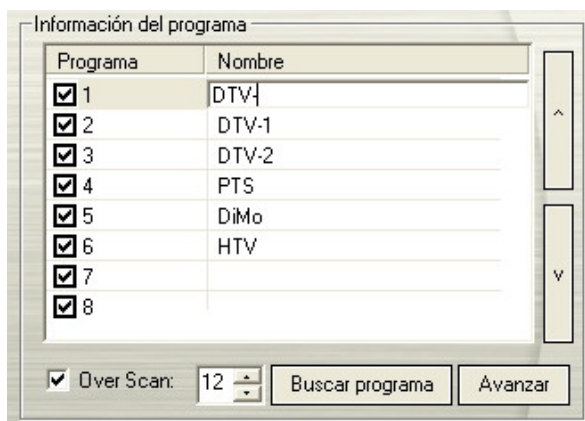 Información del programa
Programa Nombre
1 DTV-
2 DTV-1
3 DTV-2
4 PTS
5 DiMo
6 HTV
7
8
^
v
Over Scan: 12 Buscar programa Avanzar